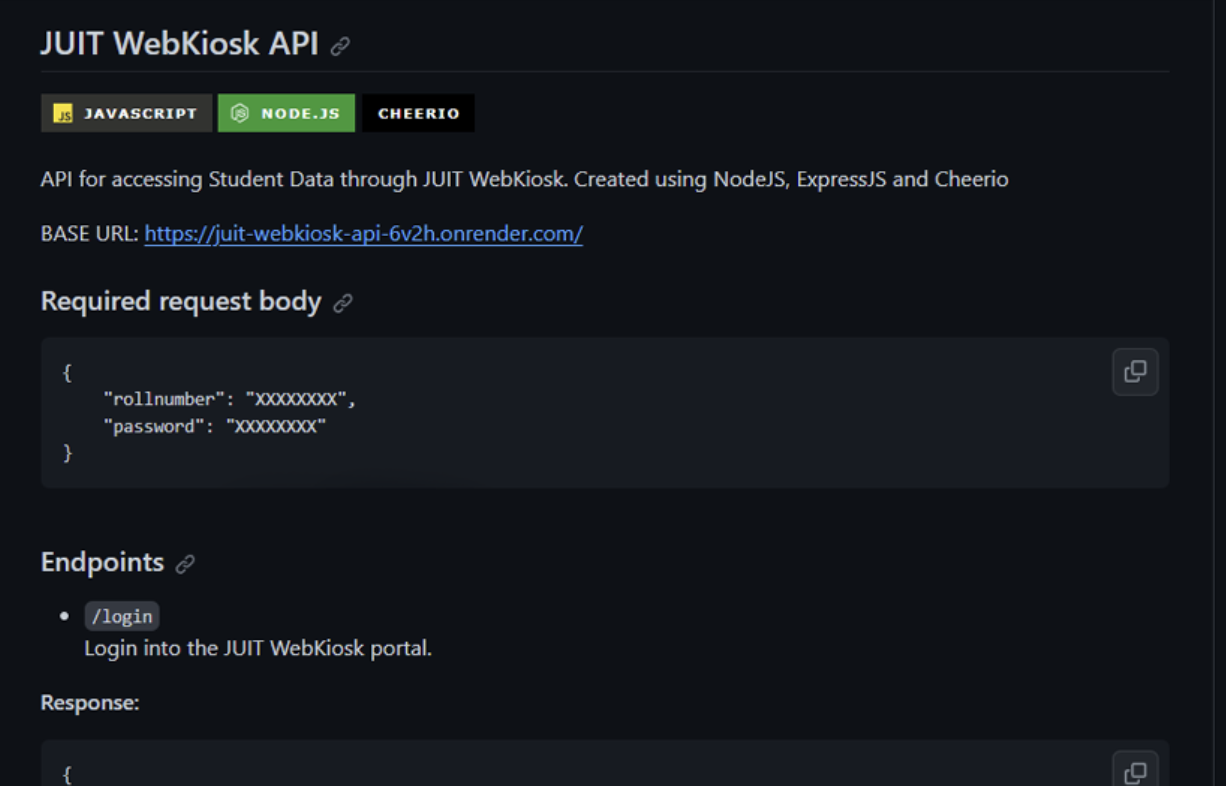 JUIT WebKiosk API
JS JAVASCRIPT NODE.JS CHEERIO
API for accessing Student Data through JUIT WebKiosk. Created using NodeJS, ExpressJS and Cheerio
BASE URL: https://juit-webkiosk-api-6v2h.onrender.com/
Required request body
{
"rollnumber": "XXXXXXXX",
"password": "XXXXXXXX"
}
Endpoints
• /login
Login into the JUIT WebKiosk portal.
Response:
{